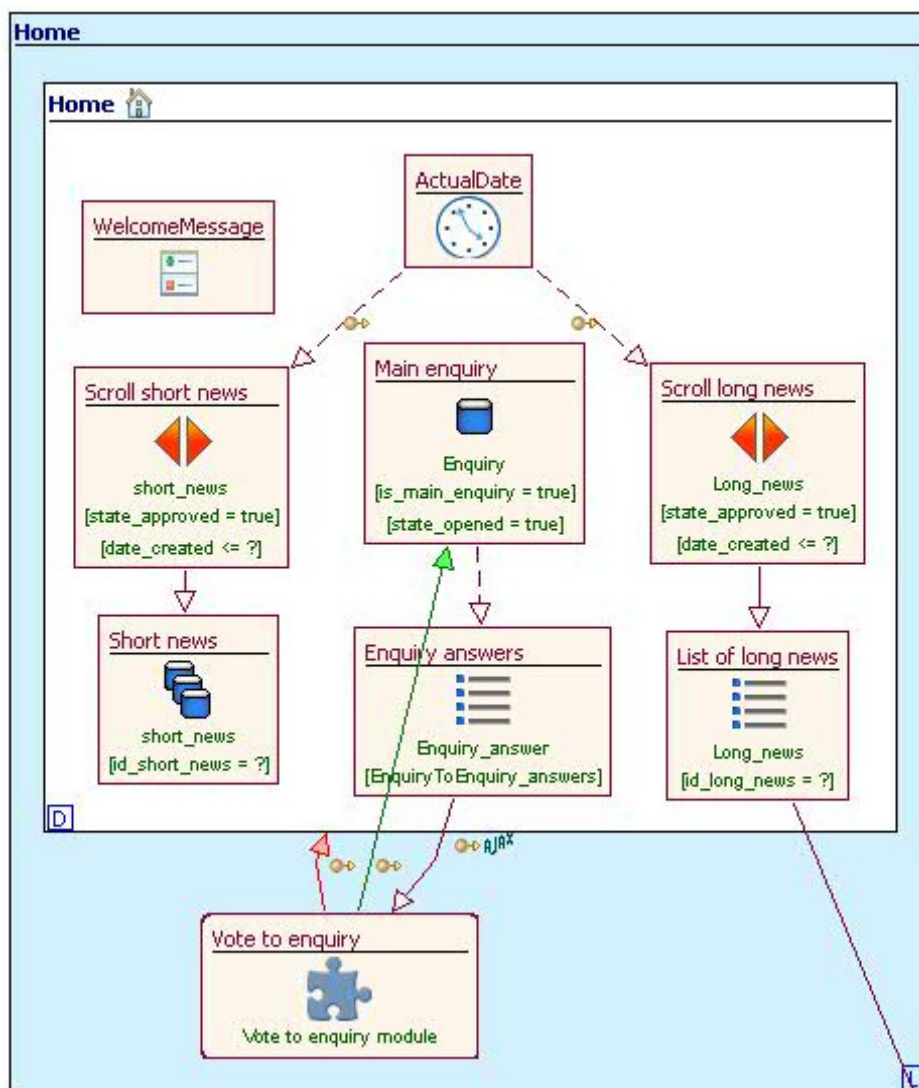 Home
Home
ActualDate
WelcomeMessage
Scroll short news
short_news
[state_approved = true]
[date_created <= ?]
Main enquiry
Enquiry
[is_main_enquiry = true]
[state_opened = true]
Scroll long news
Long_news
[state_approved = true]
[date_created <= ?]
Short news
short_news
[id_short_news = ?]
Enquiry answers
Enquiry_answer
[EnquiryToEnquiry_answers]
List of long news
Long_news
[id_long_news = ?]
D
AJAX
Vote to enquiry
Vote to enquiry module
L